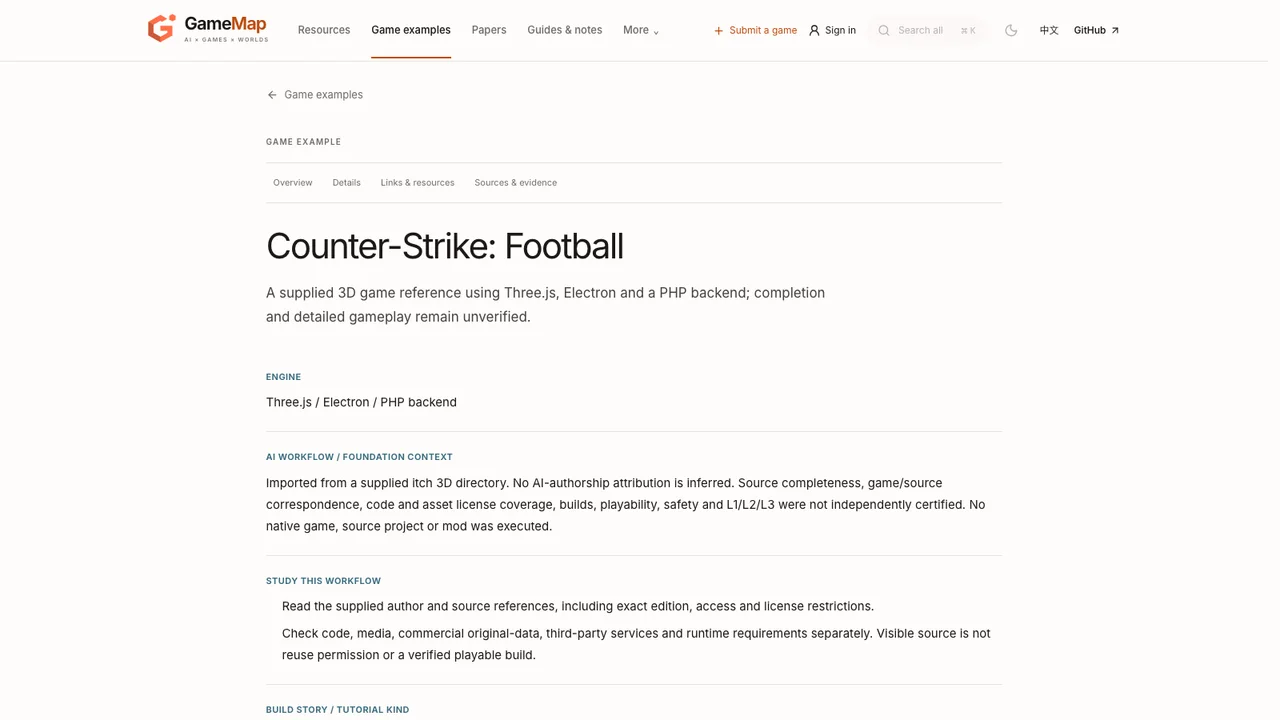 GameMap
AI × GAMES × WORLDS
Resources
Game examples
Papers
Guides & notes
More
+ Submit a game
Sign in
Search all
⌘ K
中文
GitHub ↗
← Game examples
GAME EXAMPLE
Overview
Details
Links & resources
Sources & evidence
Counter-Strike: Football
A supplied 3D game reference using Three.js, Electron and a PHP backend; completion
and detailed gameplay remain unverified.
ENGINE
Three.js / Electron / PHP backend
AI WORKFLOW / FOUNDATION CONTEXT
Imported from a supplied itch 3D directory. No AI-authorship attribution is inferred. Source completeness, game/source
correspondence, code and asset license coverage, builds, playability, safety and L1/L2/L3 were not independently certified. No
native game, source project or mod was executed.
STUDY THIS WORKFLOW
Read the supplied author and source references, including exact edition, access and license restrictions.
Check code, media, commercial original-data, third-party services and runtime requirements separately. Visible source is not
reuse permission or a verified playable build.
BUILD STORY / TUTORIAL KIND